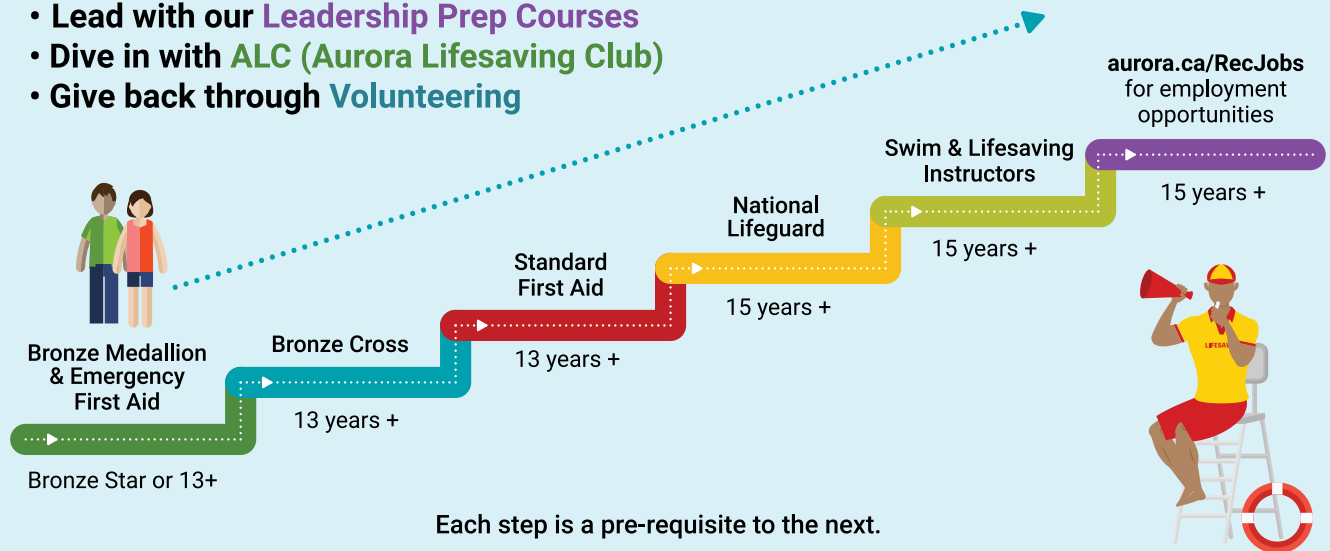 • Lead with our Leadership Prep Courses
• Dive in with ALC (Aurora Lifesaving Club)
• Give back through Volunteering
aurora.ca/RecJobs
for employment
opportunities
15 years +
Swim & Lifesaving
Instructors
15 years +
National
Lifeguard
15 years +
Standard
First Aid
13 years +
Bronze Cross
13 years +
Bronze Medallion
& Emergency
First Aid
Bronze Star or 13+
LIFESAV
Each step is a pre-requisite to the next.